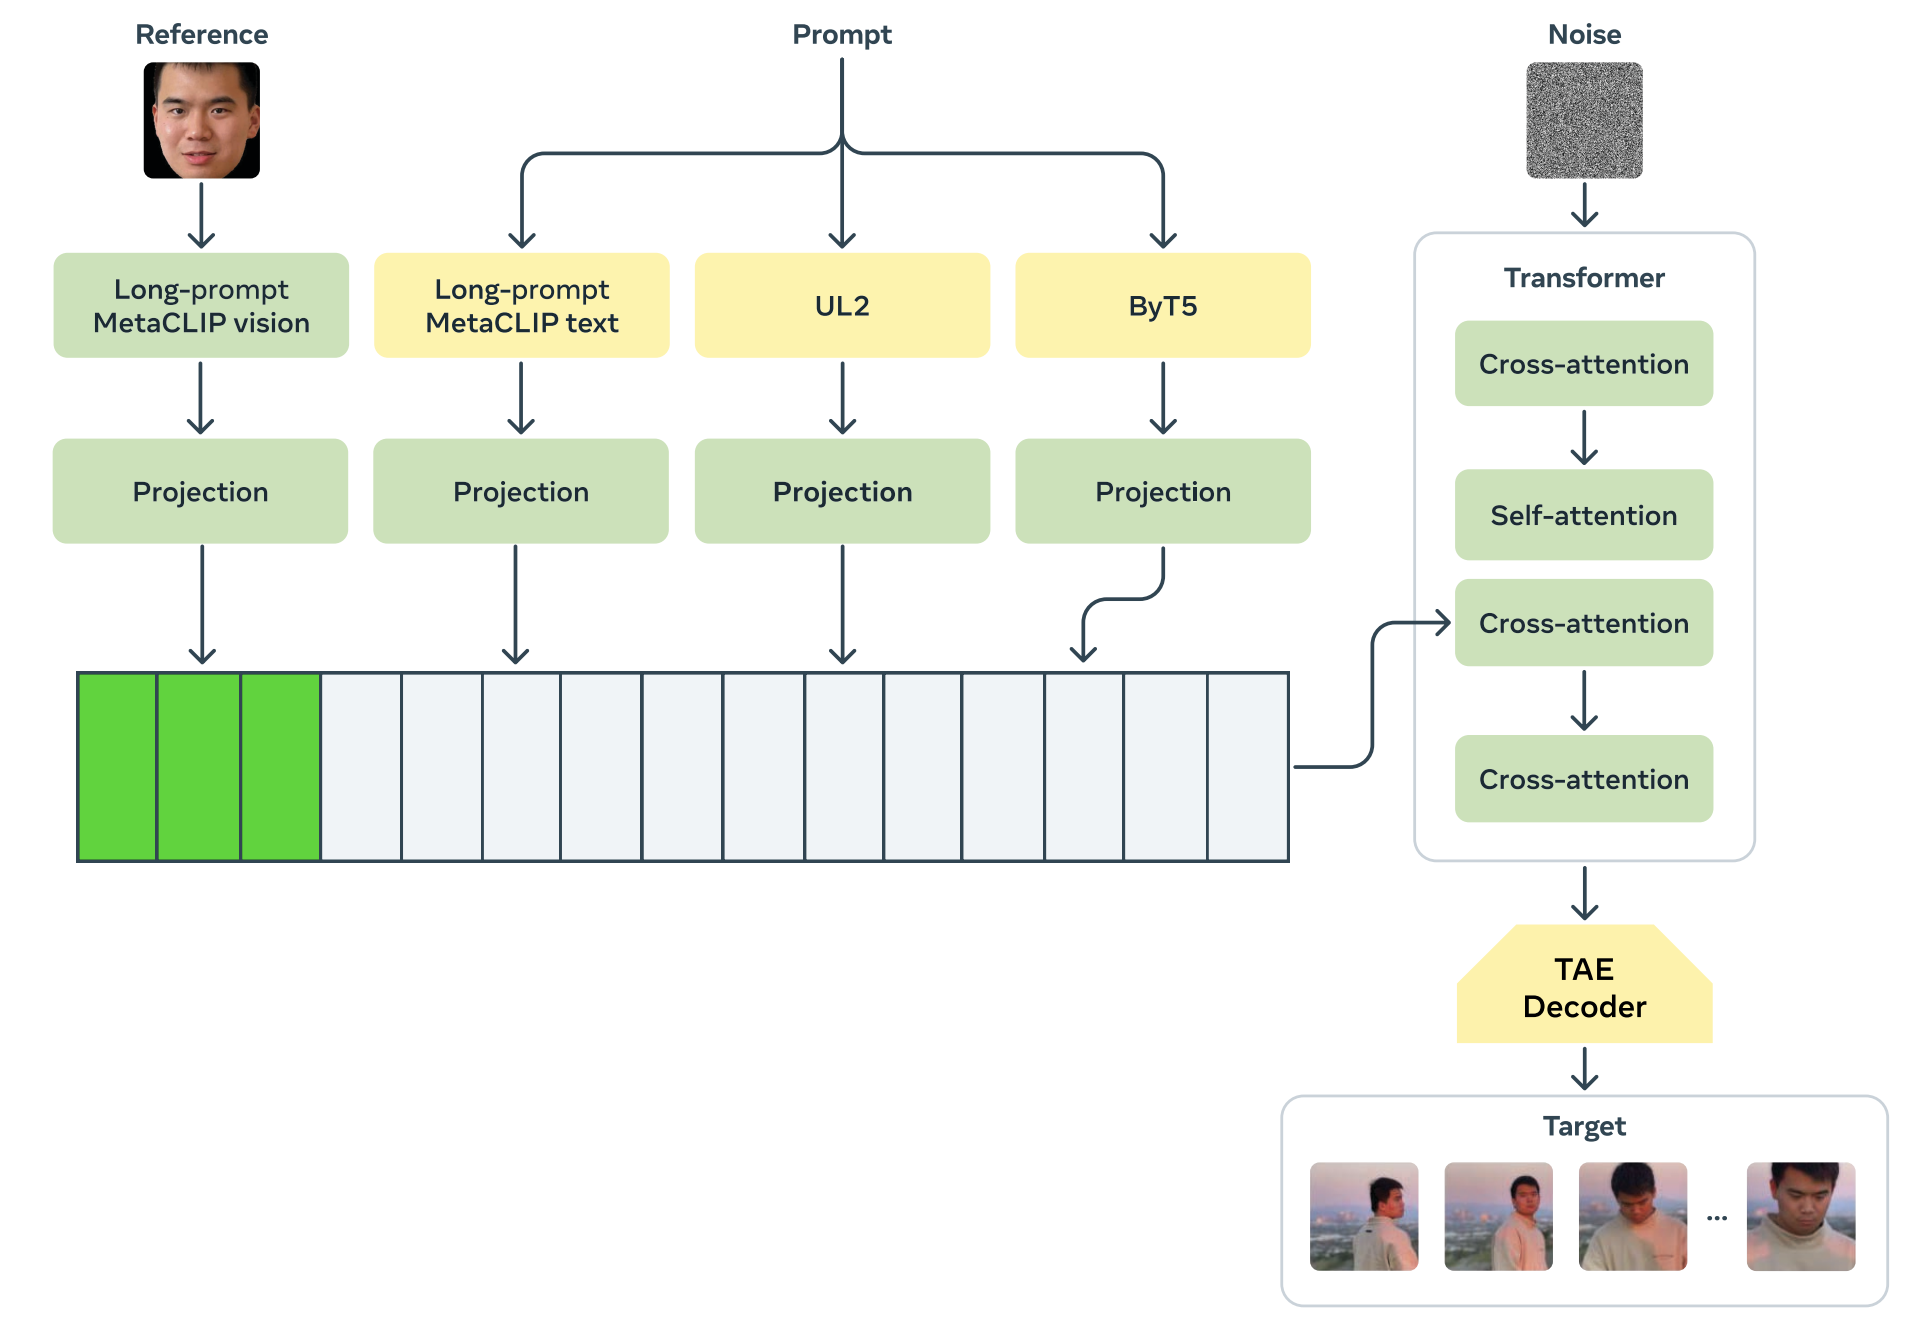 Reference
Prompt
Noise
Long-prompt
MetaCLIP vision
Long-prompt
MetaCLIP text
UL2
ByT5
Projection
Projection
Projection
Projection
Transformer
Cross-attention
Self-attention
Cross-attention
Cross-attention
TAE
Decoder
Target
...